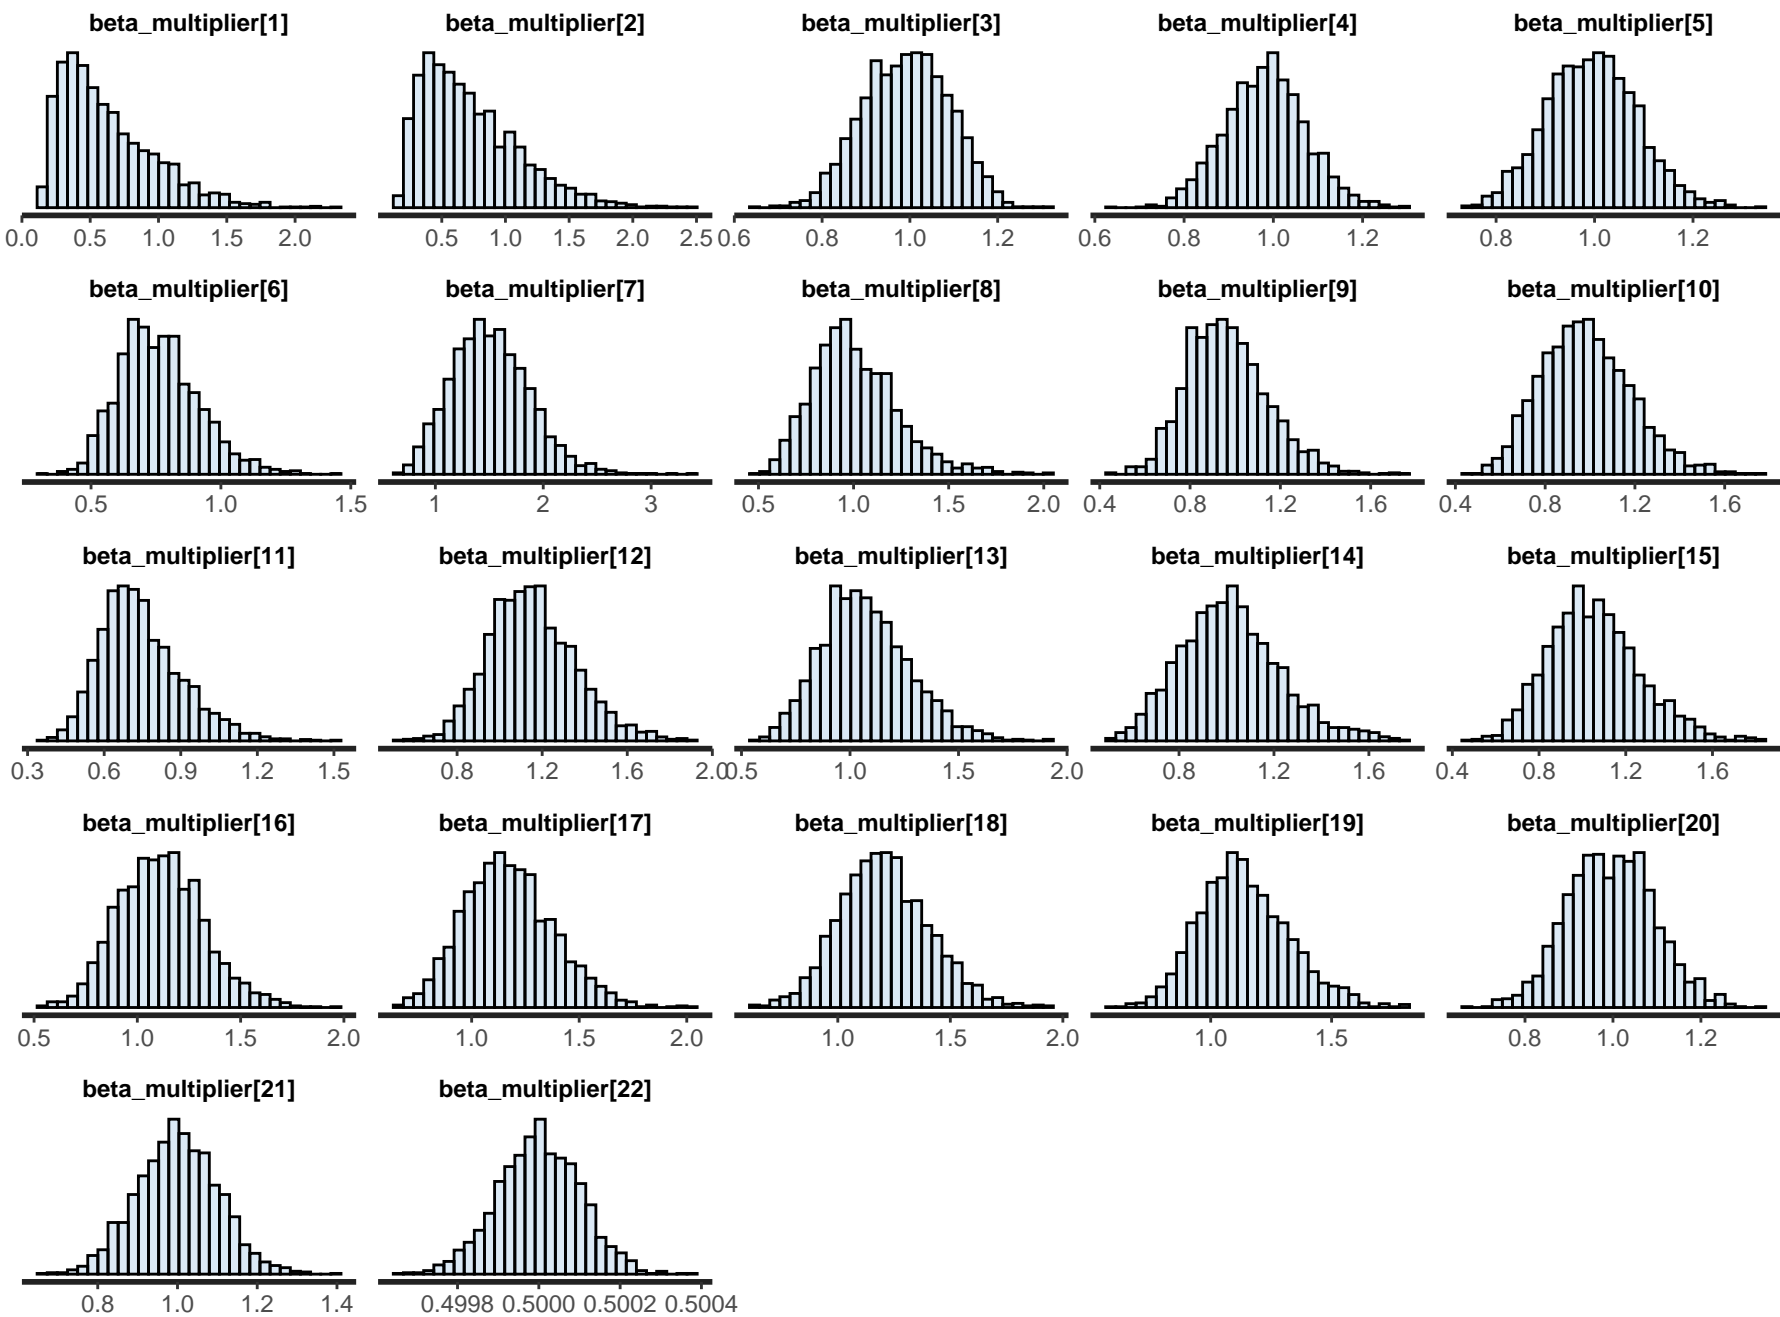 beta_multiplier[1] beta_multiplier[2] beta_multiplier[3] beta_multiplier[4] beta_multiplier[5]
0.0 0.5 1.0 1.5 2.0 0.5 1.0 1.5 2.0 2.5 0.6 0.8 1.0 1.2 0.6 0.8 1.0 1.2 0.8 1.0 1.2
beta_multiplier[6] beta_multiplier[7] beta_multiplier[8] beta_multiplier[9] beta_multiplier[10]
0.5 1.0 1.5 1 2 3 0.5 1.0 1.5 2.0 0.4 0.8 1.2 1.6 0.4 0.8 1.2 1.6
beta_multiplier[11] beta_multiplier[12] beta_multiplier[13] beta_multiplier[14] beta_multiplier[15]
0.3 0.6 0.9 1.2 1.5 0.8 1.2 1.6 2.0 0.5 1.0 1.5 2.0 0.8 1.2 1.6 0.4 0.8 1.2 1.6
beta_multiplier[16] beta_multiplier[17] beta_multiplier[18] beta_multiplier[19] beta_multiplier[20]
0.5 1.0 1.5 2.0 1.0 1.5 2.0 1.0 1.5 2.0 1.0 1.5 0.8 1.0 1.2
beta_multiplier[21] beta_multiplier[22]
0.8 1.0 1.2 1.4 0.4998 0.5000 0.5002 0.5004